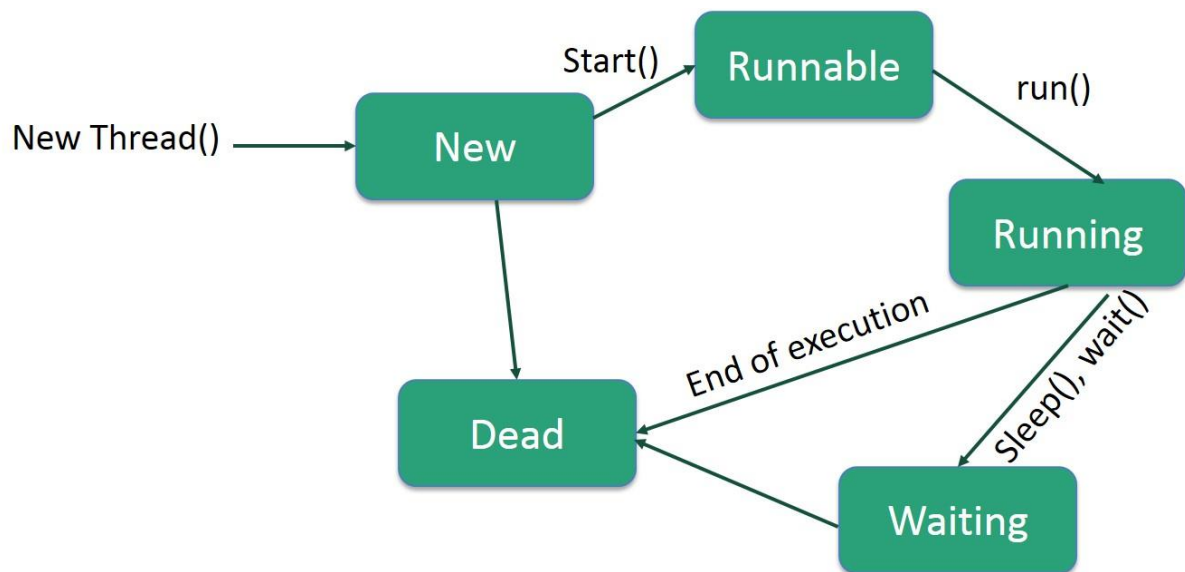 Start()
Runnable
run()
New Thread()
New
Running
End of execution
Sleep(), wait()
Dead
Waiting